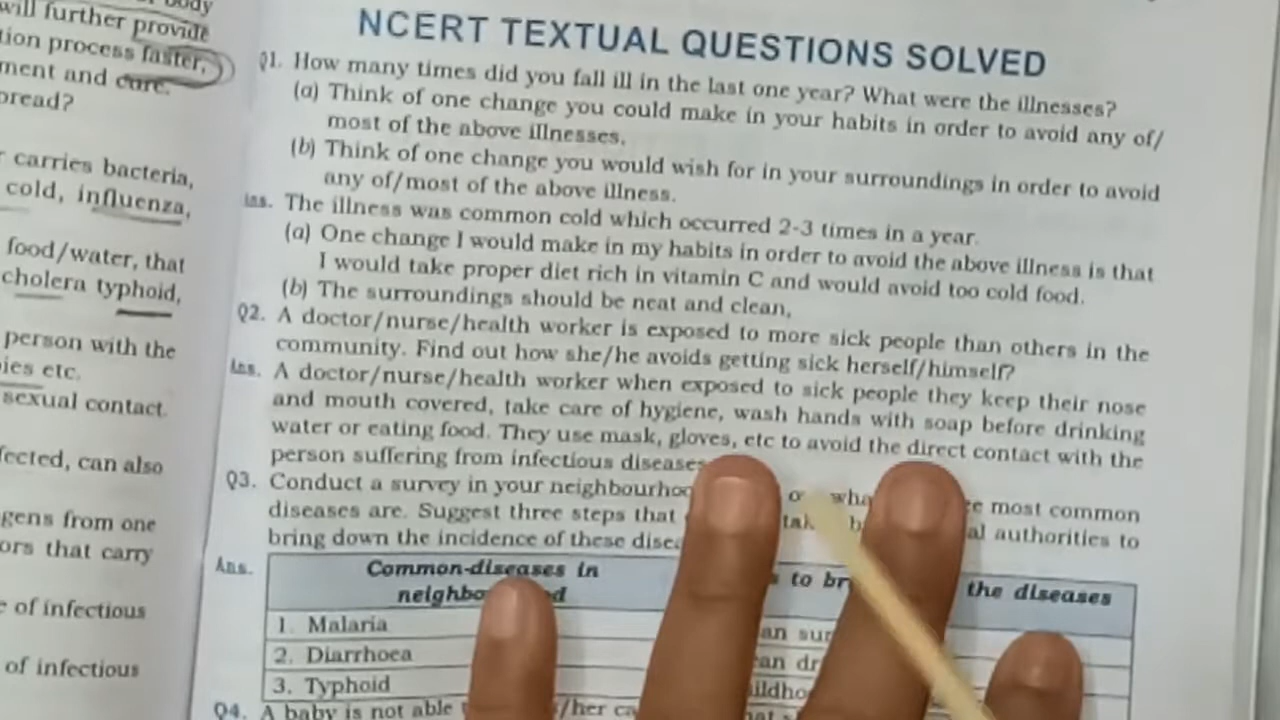 body
will further provide
tion process faster,
ment and cure.
pread?
r carries bacteria,
cold, influenza,
food/water, that
cholera typhoid,
person with the
ies etc.
sexual contact.
fected, can also
gens from one
ors that carry
e of infectious
of infectious
NCERT TEXTUAL QUESTIONS SOLVED
Q1. How many times did you fall ill in the last one year? What were the illnesses?
(a) Think of one change you could make in your habits in order to avoid any of/
most of the above illnesses.
(b) Think of one change you would wish for in your surroundings in order to avoid
any of/most of the above illness.
Ans. The illness was common cold which occurred 2-3 times in a year.
(a) One change I would make in my habits in order to avoid the above illness is that
I would take proper diet rich in vitamin C and would avoid too cold food.
(b) The surroundings should be neat and clean,
Q2. A doctor/nurse/health worker is exposed to more sick people than others in the
community. Find out how she/he avoids getting sick herself/himself?
Ans. A doctor/nurse/health worker when exposed to sick people they keep their nose
and mouth covered, take care of hygiene, wash hands with soap before drinking
water or eating food. They use mask, gloves, etc to avoid the direct contact with the
person suffering from infectious diseases
Q3. Conduct a survey in your neighbourhoo most common
diseases are. Suggest three steps that authorities to
bring down the incidence of these
Ans. Common-diseases in to the diseases
1. Malaria
2. Diarrhoea
3. Typhoid
Q4. A baby is not able /her